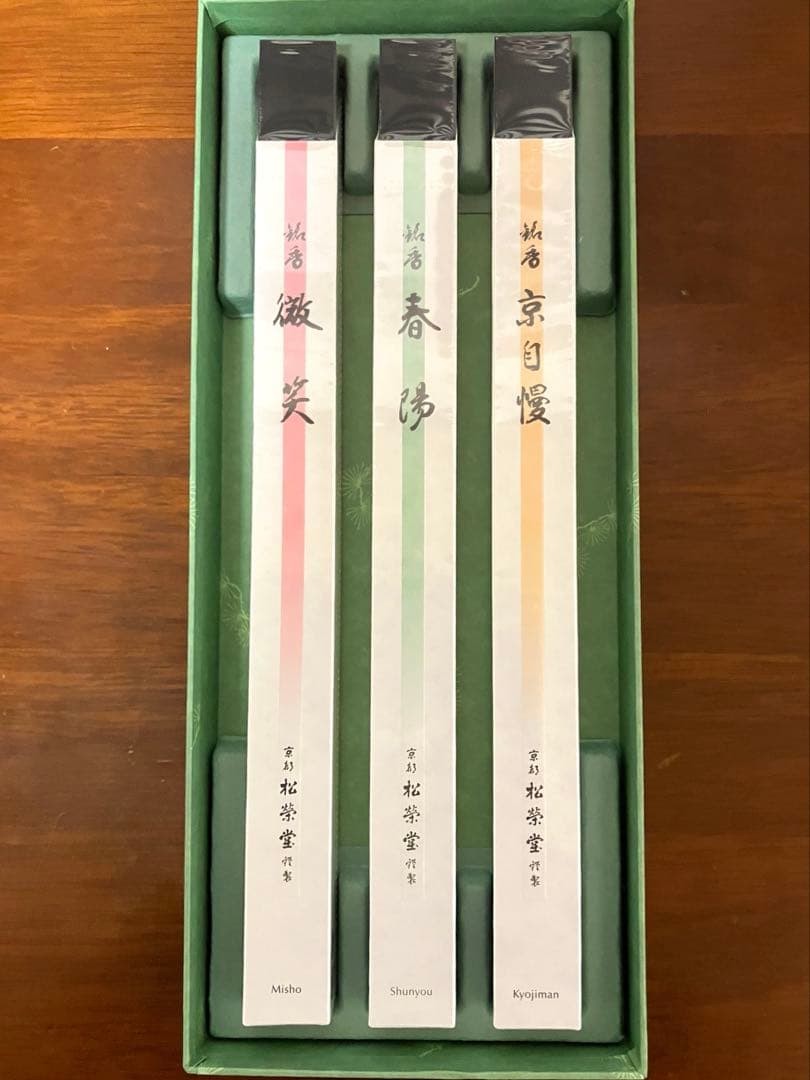 銘香
微笑
京都
松榮堂
謹製
Misho
銘香
春陽
京都
松榮堂
謹製
Shunyou
銘香
京自慢
京都
松榮堂
謹製
Kyojiman